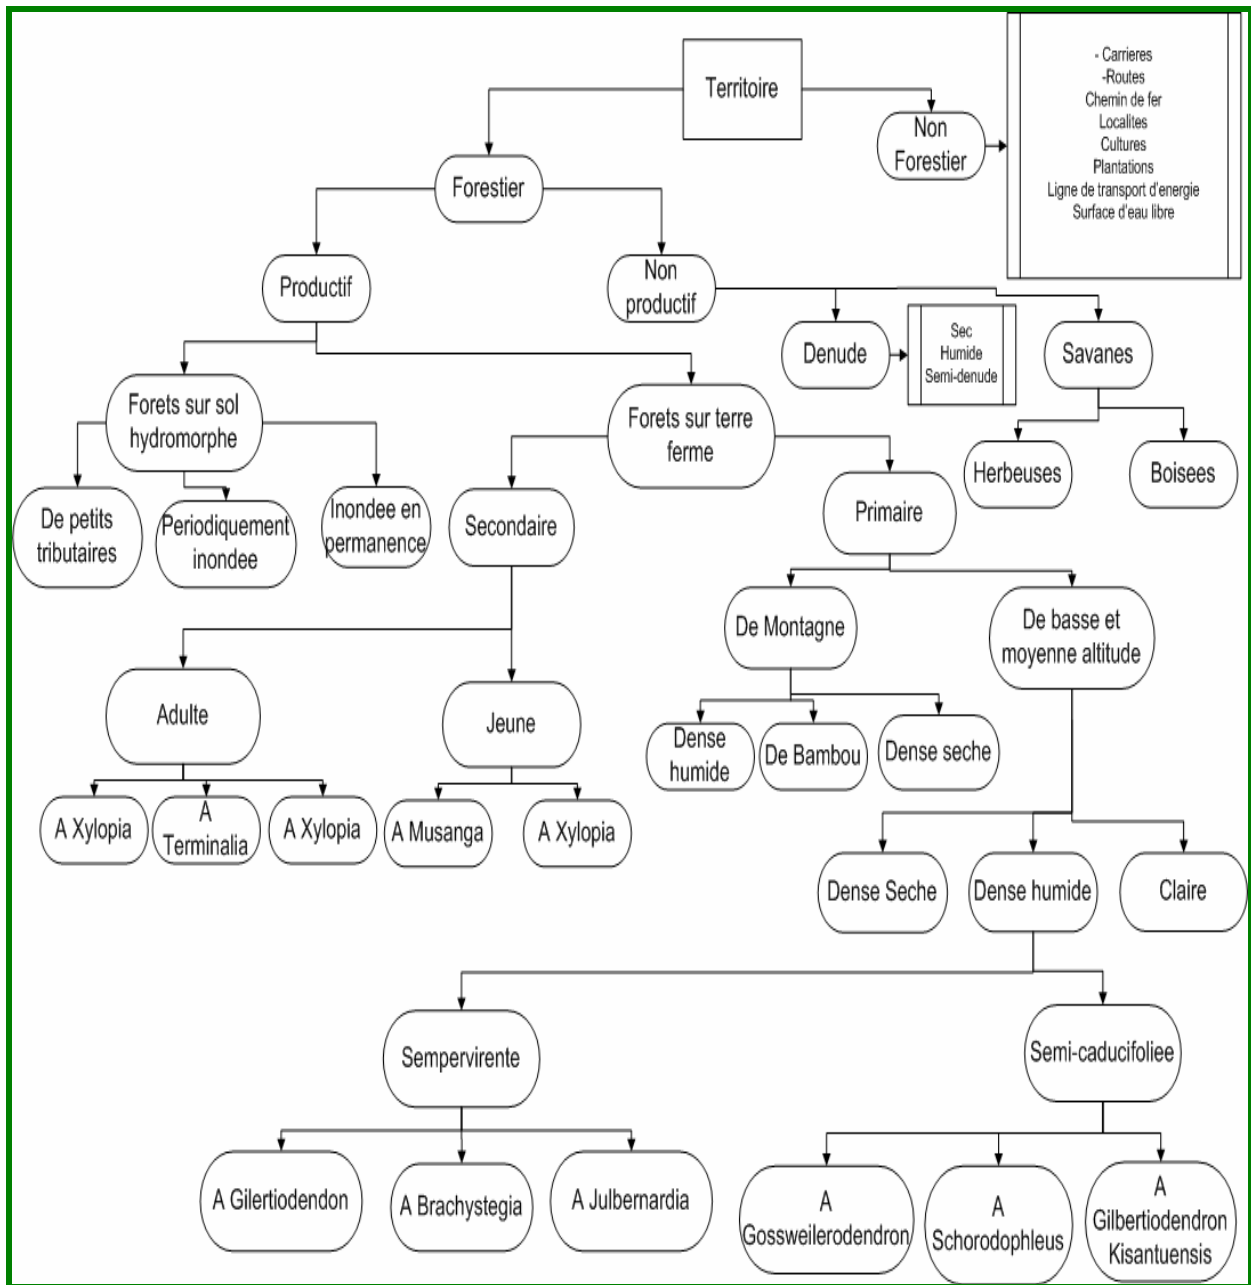 Territoire
- Carrieres
-Routes
Chemin de fer
Localites
Cultures
Plantations
Ligne de transport d'energie
Surface d'eau libre
Non
Forestier
Forestier
Productif
Non
productif
Denude
Sec
Humide
Semi-denude
Savanes
Forets sur sol
hydromorphe
Forets sur terre
ferme
Herbeuses
Boisees
De petits
tributaires
Periodiquement
inondee
Inondee en
permanence
Secondaire
Primaire
De Montagne
De basse et
moyenne altitude
Adulte
Jeune
Dense
humide
De Bambou
Dense seche
A Xylopia
A
Terminalia
A Xylopia
A Musanga
A Xylopia
Dense Seche
Dense humide
Claire
Sempervirente
Semi-caducifoliee
A Gilertiodendon
A Brachystegia
A Julbernardia
A
Gossweilerodendron
A
Schorodophleus
A
Gilbertiodendron
Kisantuensis